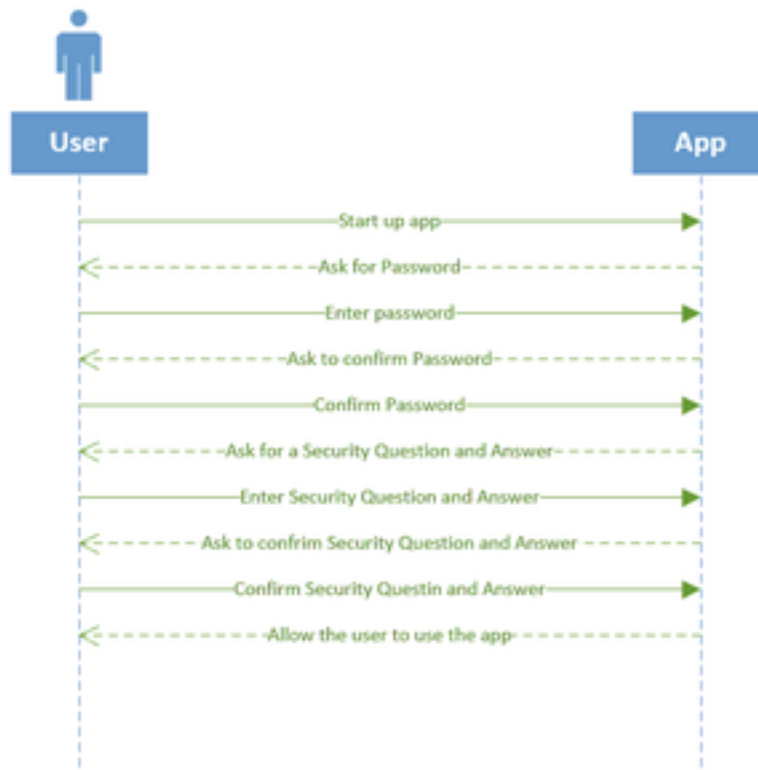 User
App
Start up app
Ask for Password
Enter password
Ask to confirm Password
Confirm Password
Ask for a Security Question and Answer
Enter Security Question and Answer
Ask to confrim Security Question and Answer
Confirm Security Questin and Answer
Allow the user to use the app